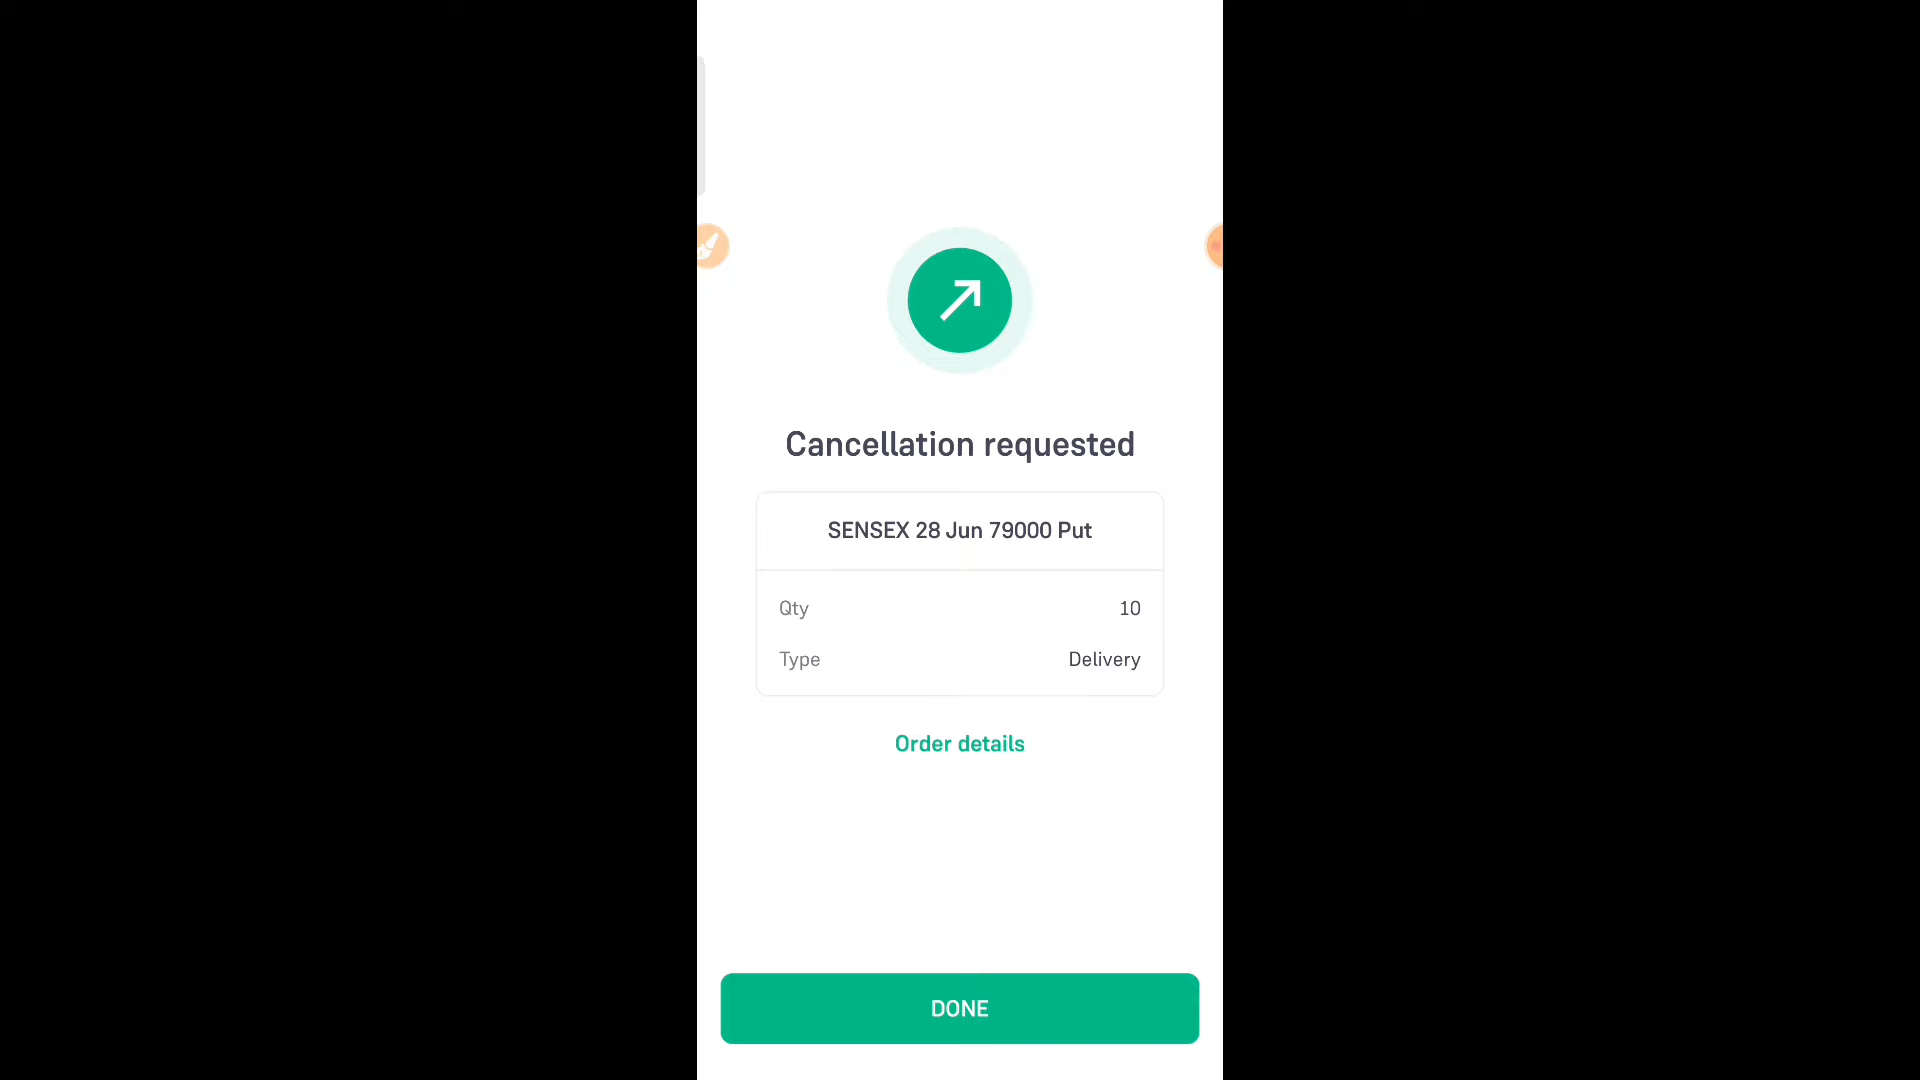 Cancellation requested
SENSEX 28 Jun 79000 Put
Qty 10
Type Delivery
Order details
DONE